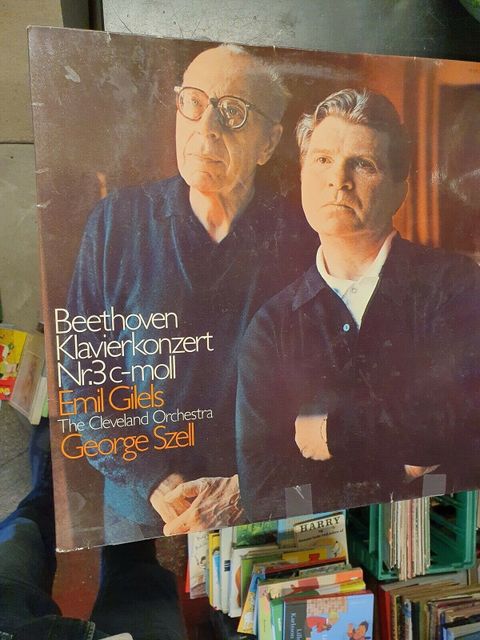 Beethoven
Klavierkonzert
Nr.3 c-moll
Emil Gilels
The Cleveland Orchestra
George Szell
HARRY